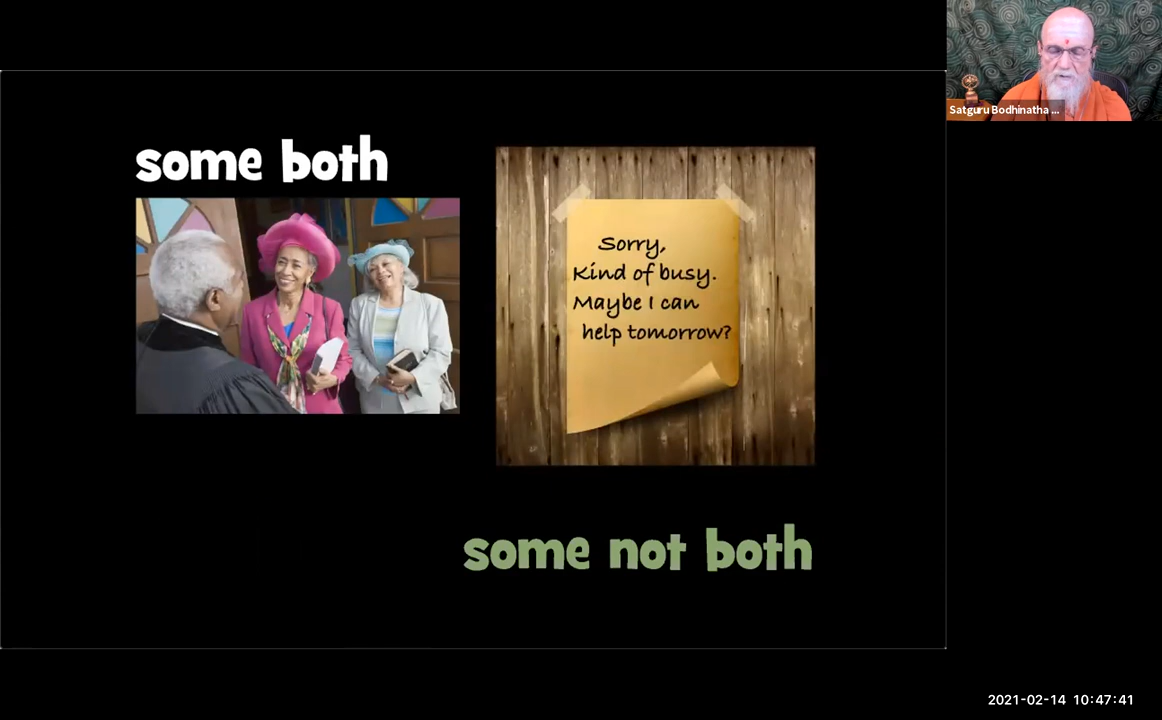 some both
Sorry,
Kind of busy.
Maybe I can
help tomorrow?
some not both
Satguru Bodhinatha ...
2021-02-14 10:47:41